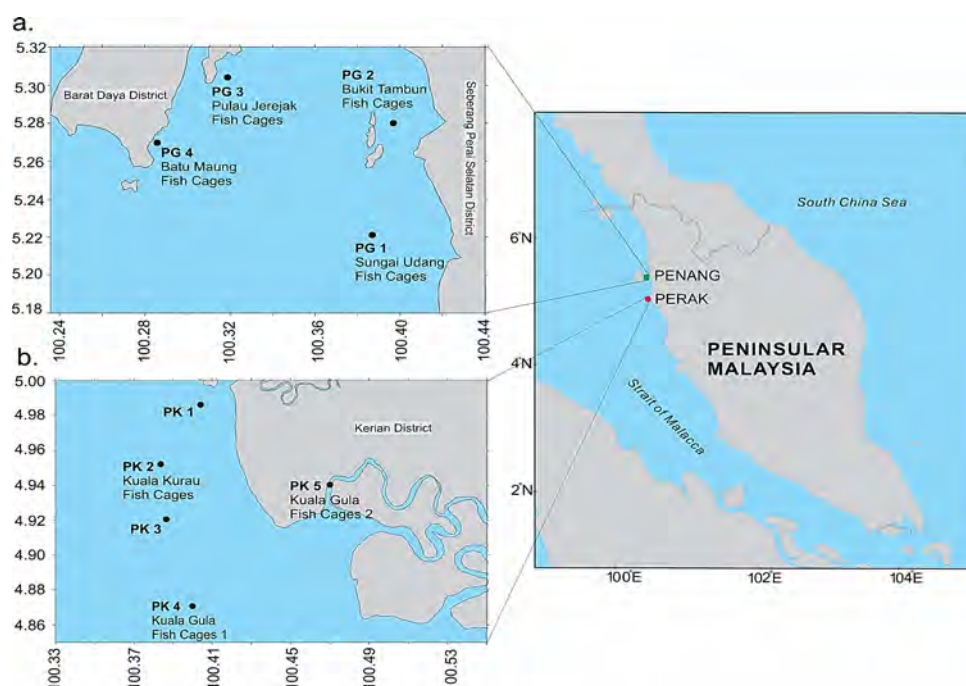 a.
5.32
5.30
5.28
5.26
5.22
5.20
5.18
Barat Daya District
PG 3
Pulau Jerejak
Fish Cages
PG 2
Bukit Tambun
Fish Cages
PG 4
Batu Maung
Fish Cages
PG 1
Sungai Udang
Fish Cages
Seberang Perai Selatan District
100.24
100.28
100.32
100.36
100.40
100.44
b.
5.00
4.98
4.96
4.94
4.92
4.90
4.88
4.86
PK 1
Kerian District
PK 2
Kuala Kurau
Fish Cages
PK 5
Kuala Gula
Fish Cages 2
PK 3
PK 4
Kuala Gula
Fish Cages 1
100.33
100.37
100.41
100.45
100.49
100.53
South China Sea
6°N
PENANG
PERAK
PENINSULAR
MALAYSIA
4°N
Strait of Malacca
2°N
100°E
102°E
104°E